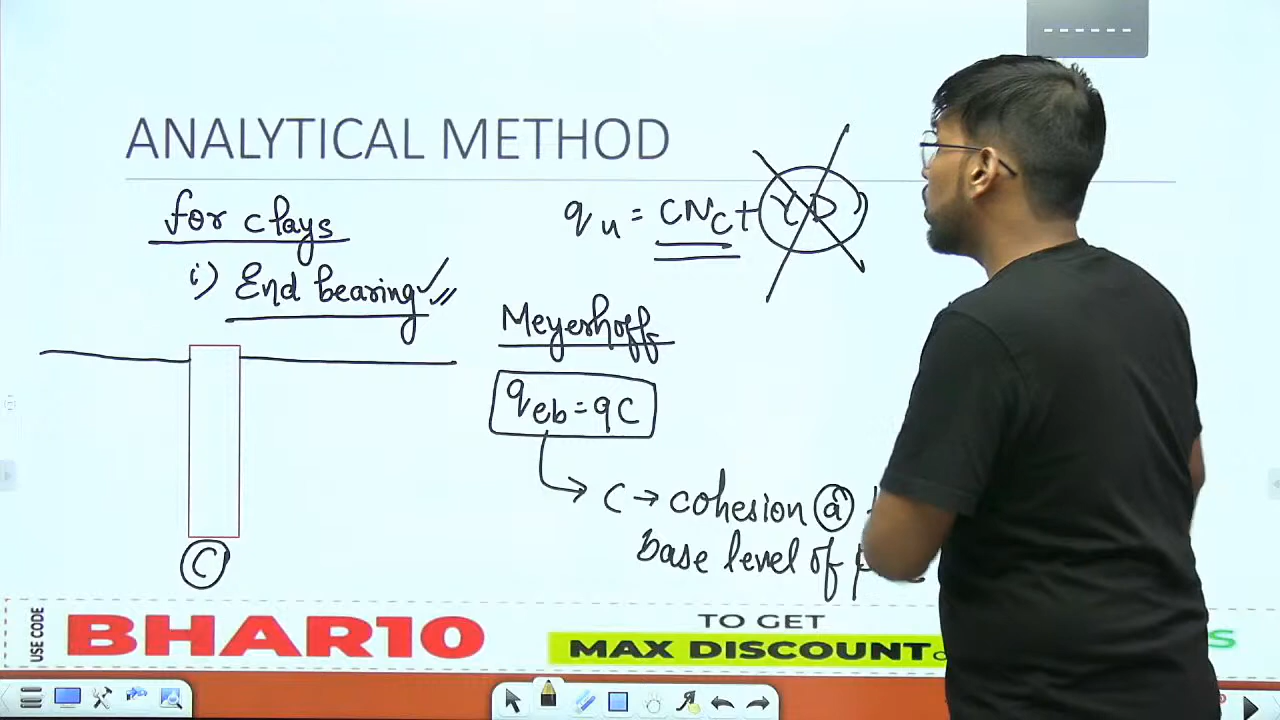 ANALYTICAL METHOD
for clays
i) End bearing
qu = CNC + γD
Meyerhoff
qeb = 9C
C → cohesion @
base level of
C
USE CODE
BHAR10
TO GET
MAX DISCOUNT
S